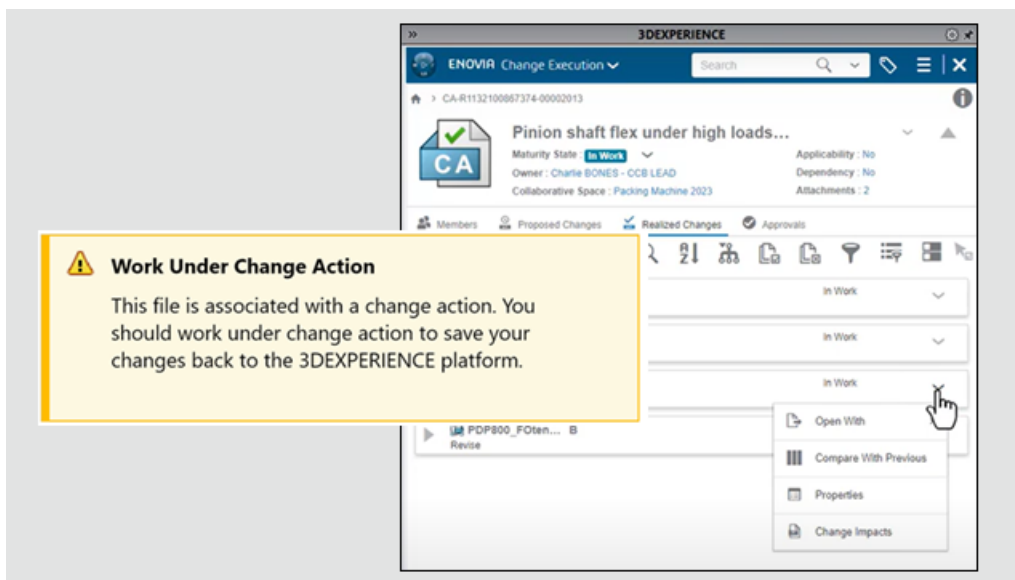 3DEXPERIENCE
ENOVIA Change Execution
Search
CA-R1132100867374-00002013
Pinion shaft flex under high loads...
CA
Maturity State : In Work
Applicability : No
Owner : Charlie BONES - CCB LEAD
Dependency : No
Collaborative Space : Packing Machine 2023
Attachments : 2
Members Proposed Changes Realized Changes Approvals
Work Under Change Action
This file is associated with a change action. You
should work under change action to save your
changes back to the 3DEXPERIENCE platform.
In Work
In Work
In Work
PDP800_FOten... B
Revise
Open With
Compare With Previous
Properties
Change Impacts